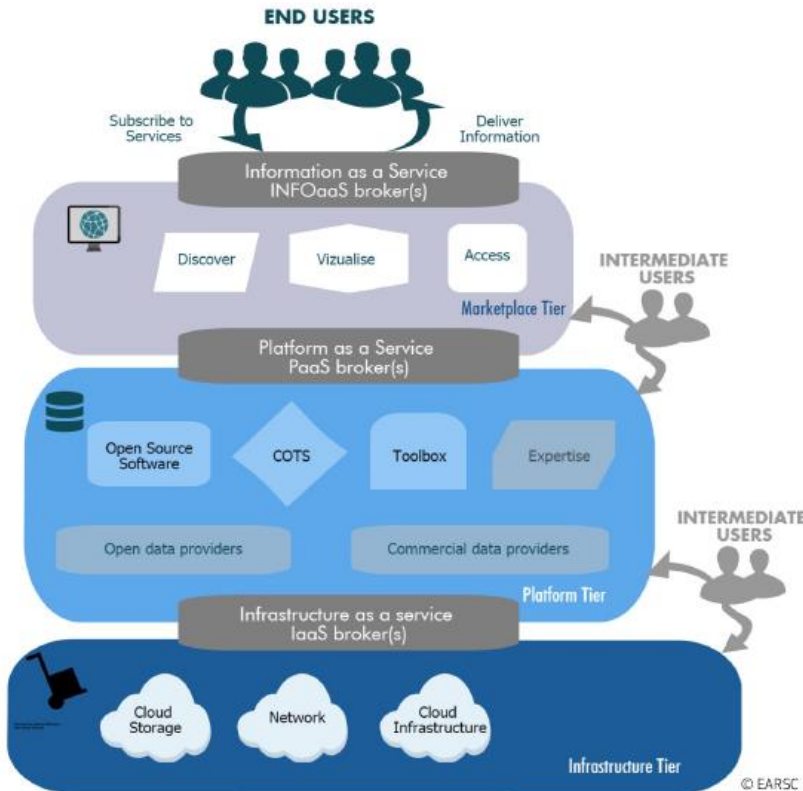 END USERS
Subscribe to
Services
Deliver
Information
Information as a Service
INFOaaS broker(s)
Discover
Vizualise
Access
Marketplace Tier
INTERMEDIATE
USERS
Platform as a Service
PaaS broker(s)
Open Source
Software
COTS
Toolbox
Expertise
Open data providers
Commercial data providers
Platform Tier
INTERMEDIATE
USERS
Infrastructure as a service
IaaS broker(s)
Cloud
Storage
Network
Cloud
Infrastructure
Infrastructure Tier
© EARSC